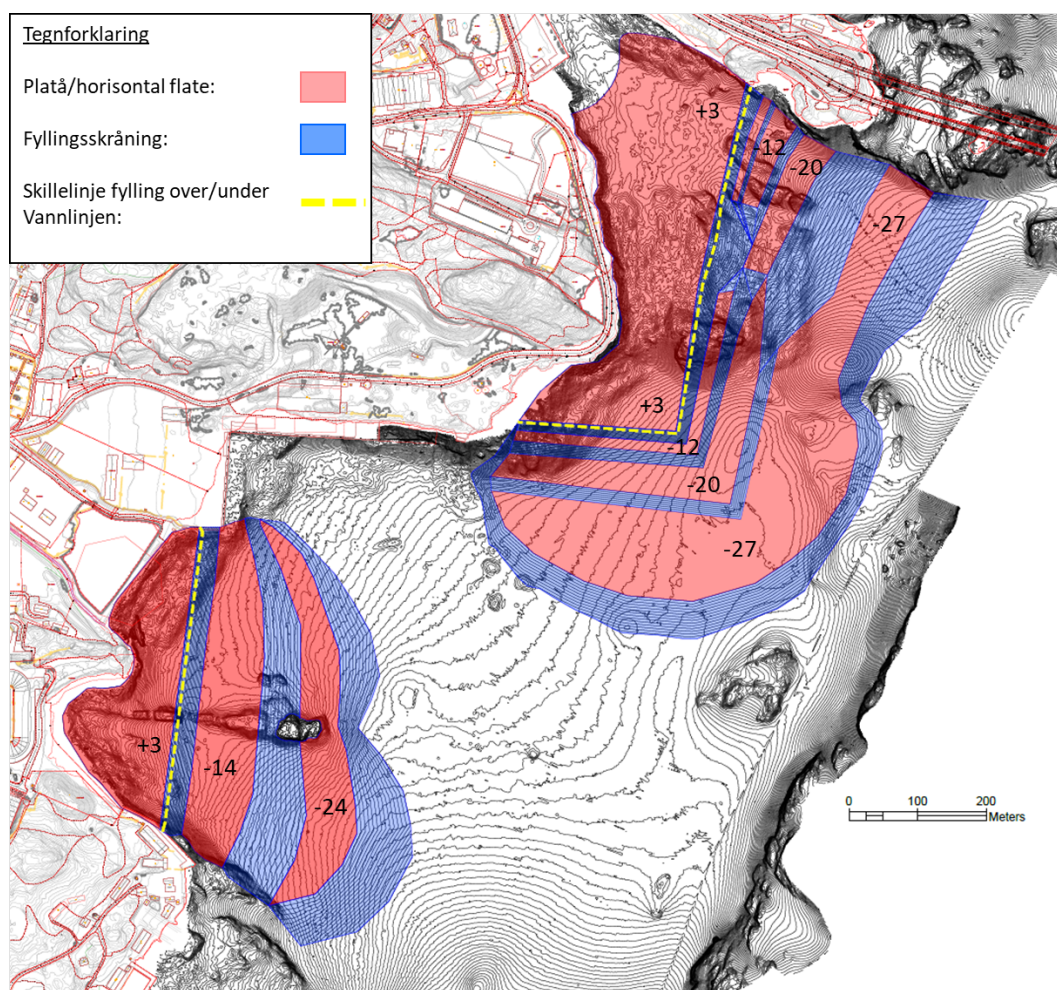 Tegnforklaring
Platå/horisontal flate:
Fyllingsskråning:
Skillelinje fylling over/under
Vannlinjen:
+3
-12
-20
-27
+3
-12
-20
-27
+3
-14
-24
0 100 200
Meters